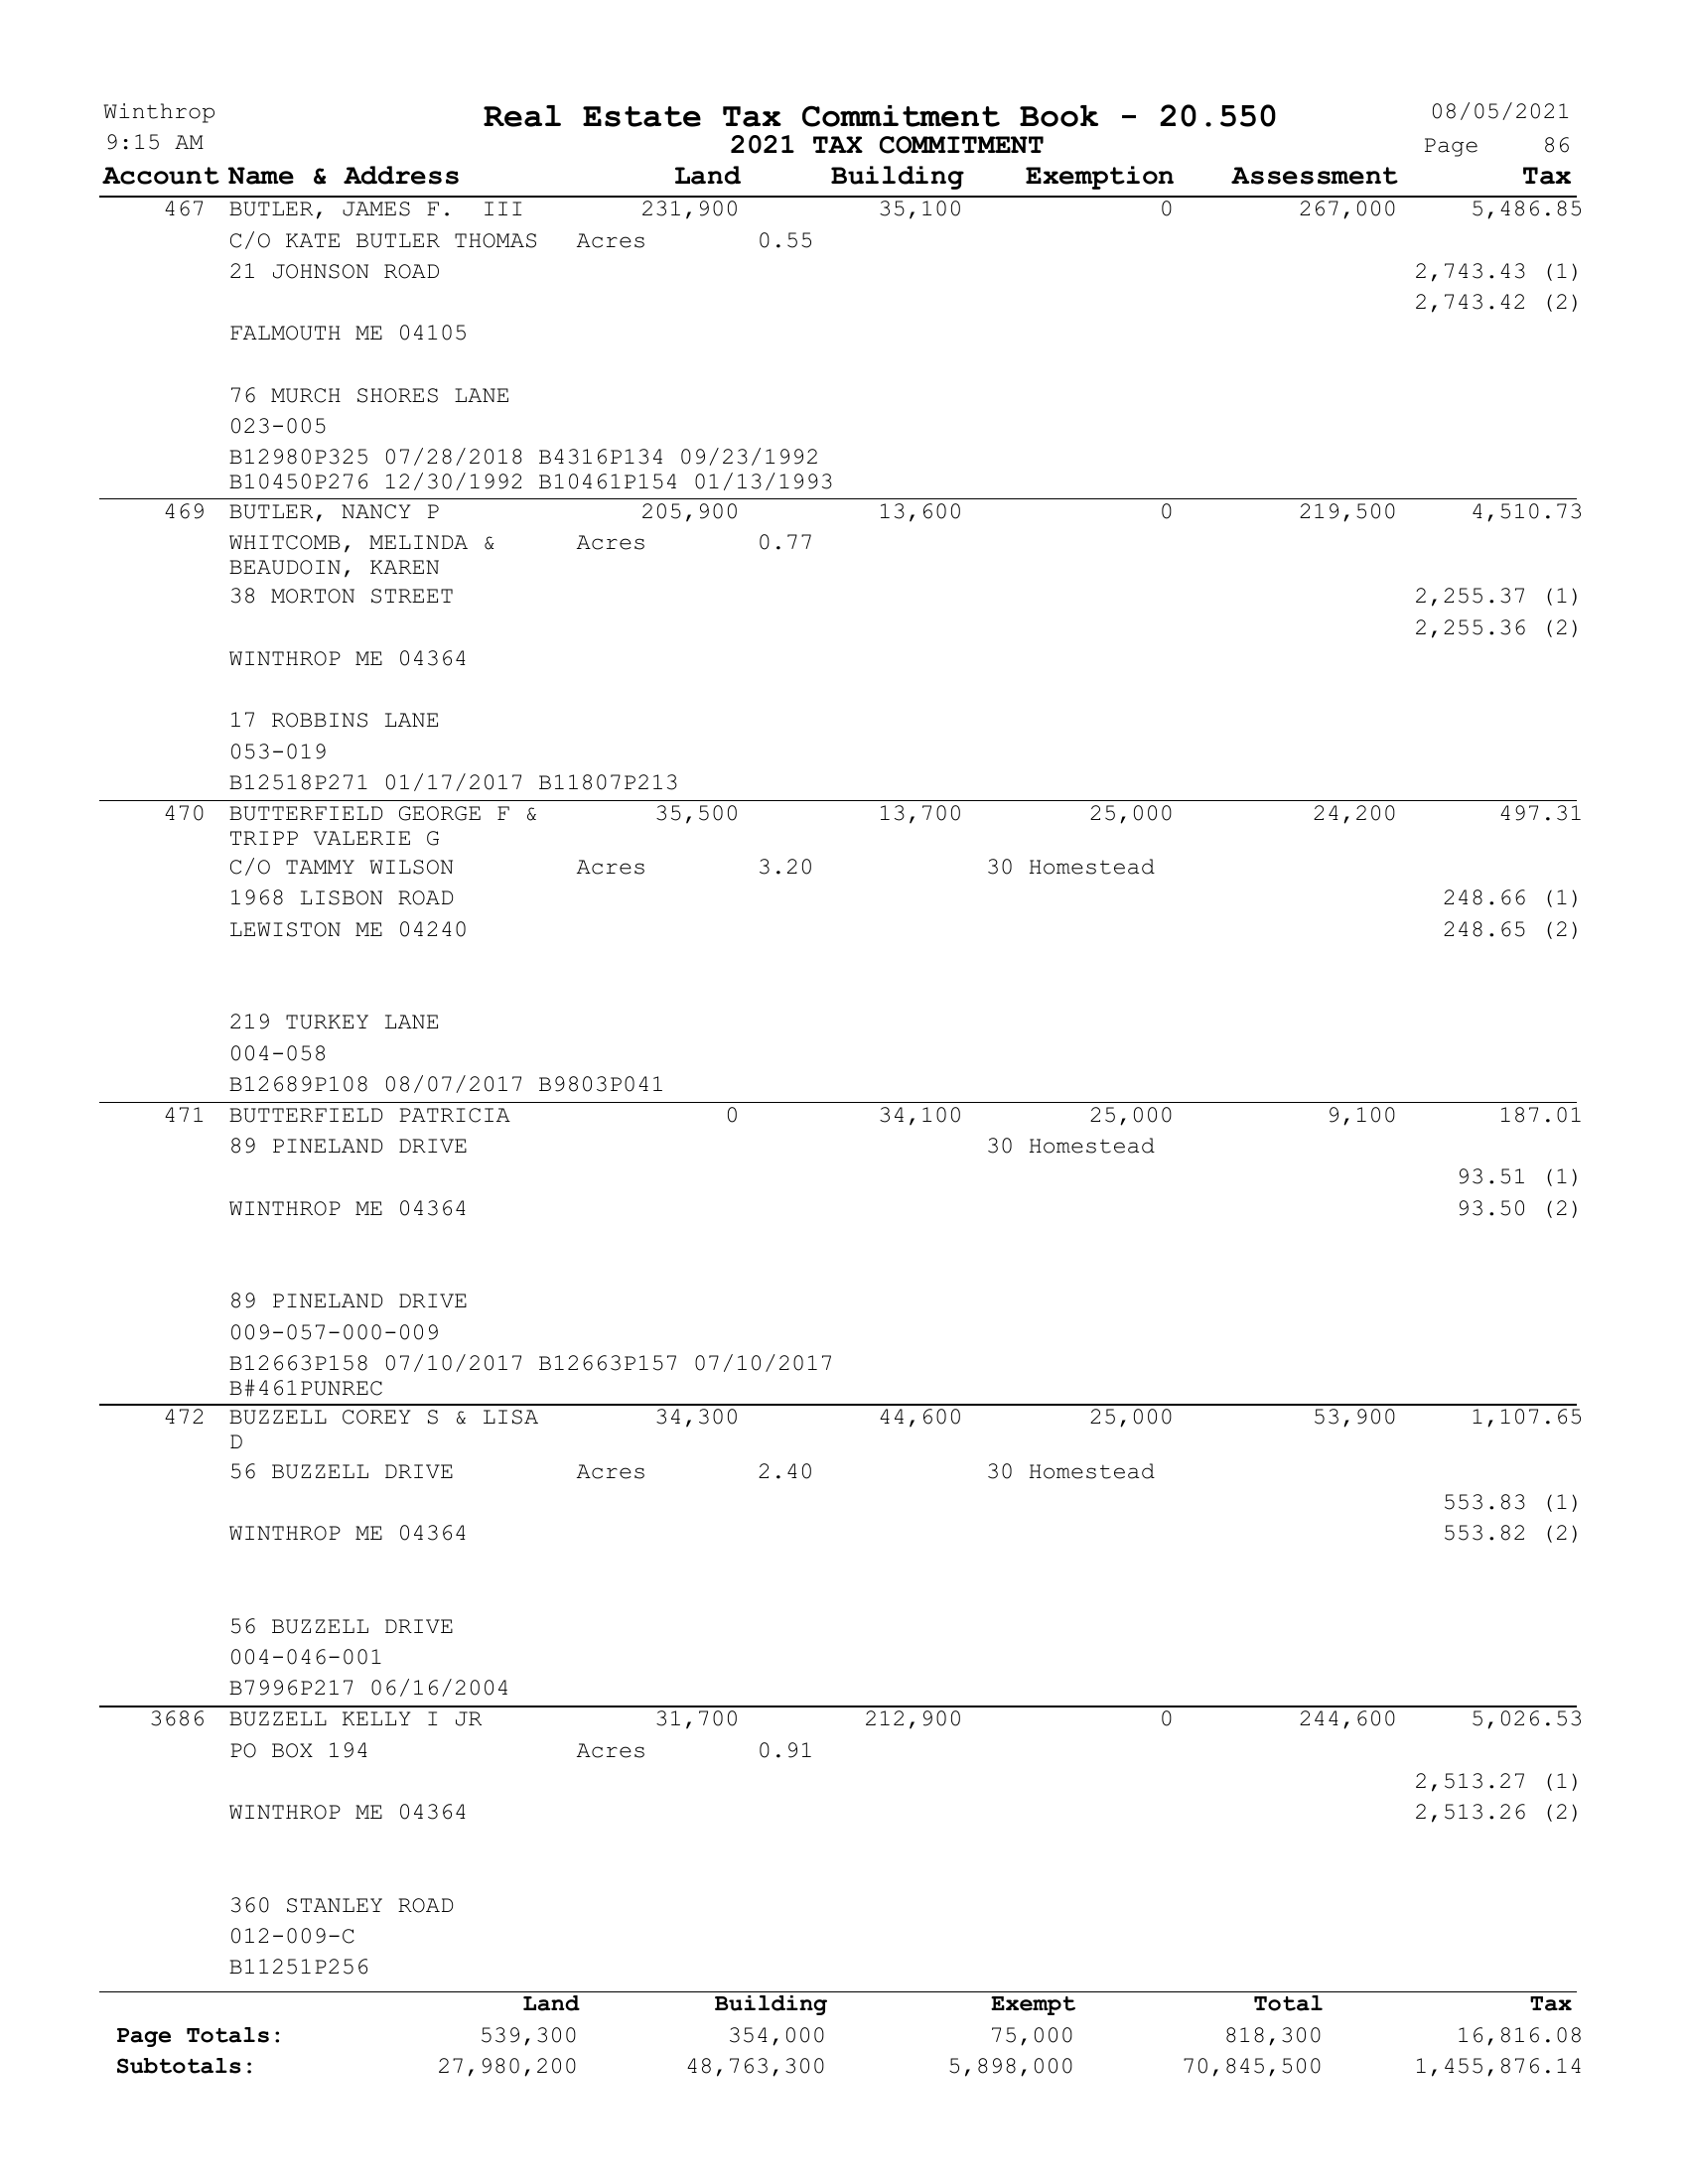 Winthrop Real Estate Tax Commitment Book - 20.550 08/05/2021
9:15 AM 2021 TAX COMMITMENT Page 86
Account Name & Address Land Building Exemption Assessment Tax
467 BUTLER, JAMES F. III 231,900 35,100 0 267,000 5,486.85
C/O KATE BUTLER THOMAS Acres 0.55
21 JOHNSON ROAD 2,743.43 (1)
2,743.42 (2)
FALMOUTH ME 04105
76 MURCH SHORES LANE
023-005
B12980P325 07/28/2018 B4316P134 09/23/1992
B10450P276 12/30/1992 B10461P154 01/13/1993
469 BUTLER, NANCY P 205,900 13,600 0 219,500 4,510.73
WHITCOMB, MELINDA & Acres 0.77
BEAUDOIN, KAREN
38 MORTON STREET 2,255.37 (1)
2,255.36 (2)
WINTHROP ME 04364
17 ROBBINS LANE
053-019
B12518P271 01/17/2017 B11807P213
470 BUTTERFIELD GEORGE F & 35,500 13,700 25,000 24,200 497.31
TRIPP VALERIE G
C/O TAMMY WILSON Acres 3.20 30 Homestead
1968 LISBON ROAD 248.66 (1)
LEWISTON ME 04240 248.65 (2)
219 TURKEY LANE
004-058
B12689P108 08/07/2017 B9803P041
471 BUTTERFIELD PATRICIA 0 34,100 25,000 9,100 187.01
89 PINELAND DRIVE 30 Homestead
93.51 (1)
WINTHROP ME 04364 93.50 (2)
89 PINELAND DRIVE
009-057-000-009
B12663P158 07/10/2017 B12663P157 07/10/2017
B#461PUNREC
472 BUZZELL COREY S & LISA 34,300 44,600 25,000 53,900 1,107.65
D
56 BUZZELL DRIVE Acres 2.40 30 Homestead
553.83 (1)
WINTHROP ME 04364 553.82 (2)
56 BUZZELL DRIVE
004-046-001
B7996P217 06/16/2004
3686 BUZZELL KELLY I JR 31,700 212,900 0 244,600 5,026.53
PO BOX 194 Acres 0.91
2,513.27 (1)
WINTHROP ME 04364 2,513.26 (2)
360 STANLEY ROAD
012-009-C
B11251P256
Land Building Exempt Total Tax
Page Totals: 539,300 354,000 75,000 818,300 16,816.08
Subtotals: 27,980,200 48,763,300 5,898,000 70,845,500 1,455,876.14